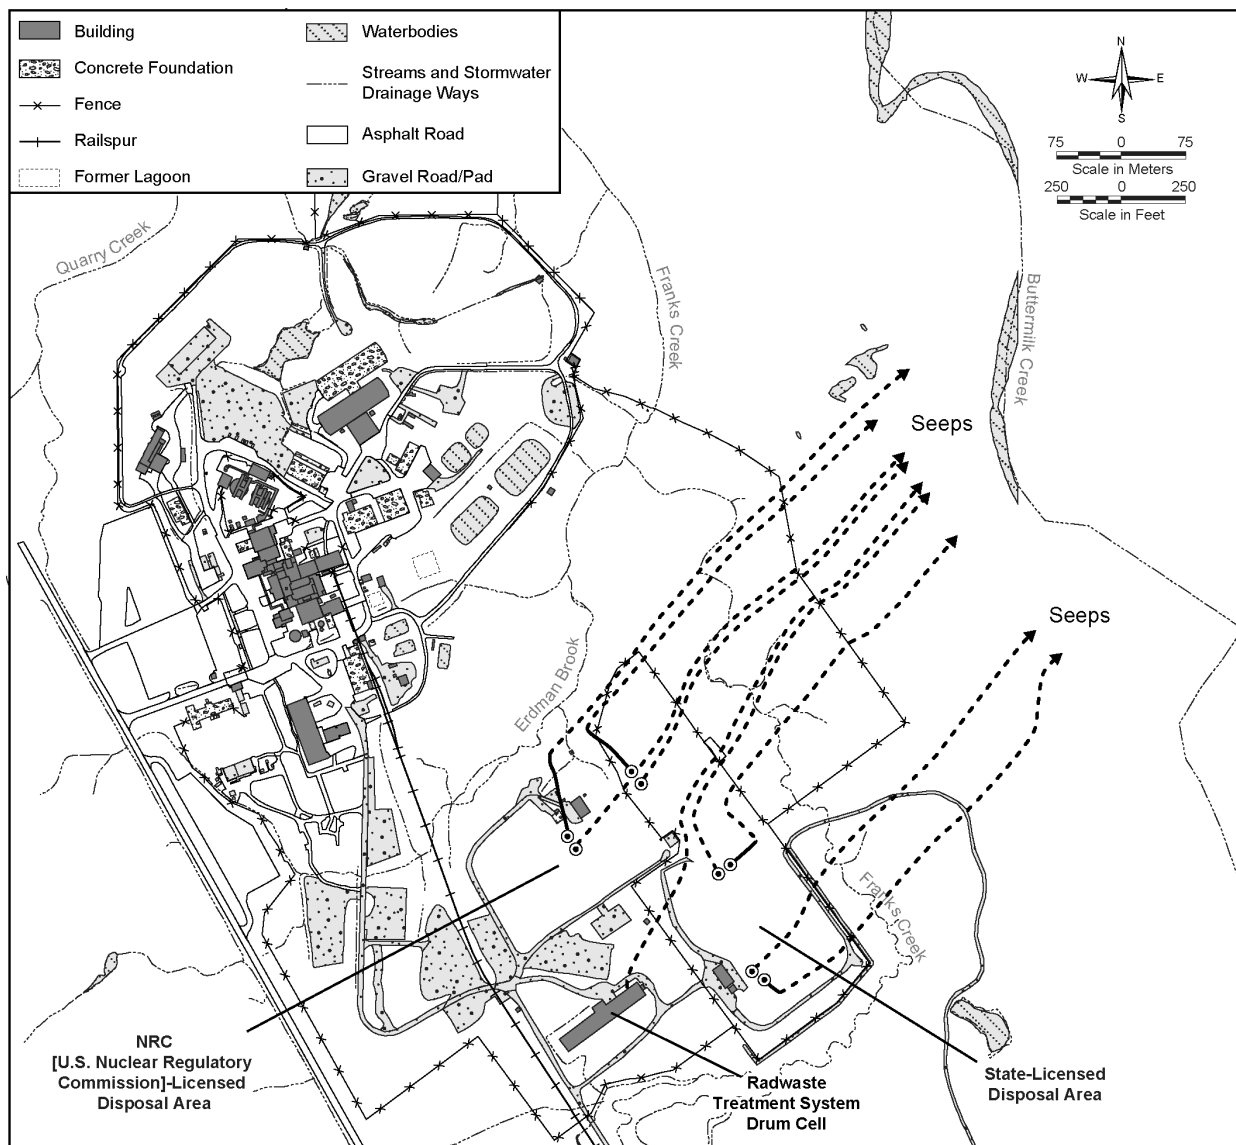 Building
Concrete Foundation
Fence
Railspur
Former Lagoon
Waterbodies
Streams and Stormwater
Drainage Ways
Asphalt Road
Gravel Road/Pad
N
W E
S
75 0 75
Scale in Meters
250 0 250
Scale in Feet
Quarry Creek
Franks Creek
Buttermilk Creek
Seeps
Seeps
Erdman Brook
Franks Creek
NRC
[U.S. Nuclear Regulatory
Commission]-Licensed
Disposal Area
Radwaste
Treatment System
Drum Cell
State-Licensed
Disposal Area